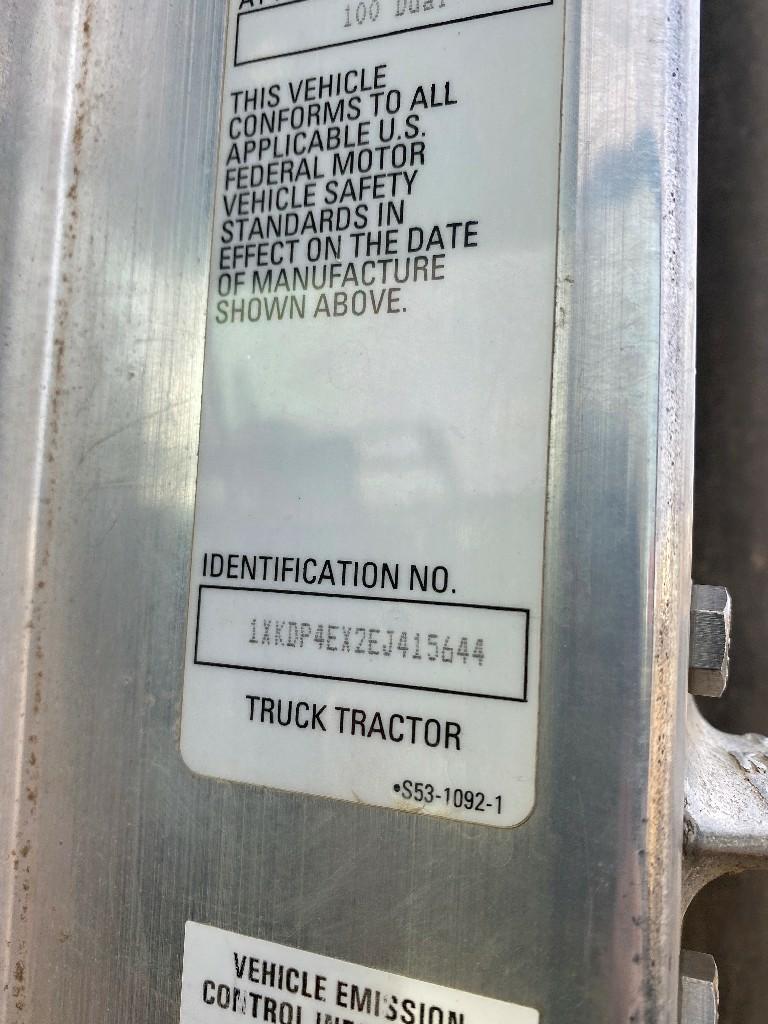 100 Dual
THIS VEHICLE
CONFORMS TO ALL
APPLICABLE U.S.
FEDERAL MOTOR
VEHICLE SAFETY
STANDARDS IN
EFFECT ON THE DATE
OF MANUFACTURE
SHOWN ABOVE.
IDENTIFICATION NO.
1XKDP4EX2EJ415644
TRUCK TRACTOR
•S53-1092-1
VEHICLE EMISSION
CONTROL